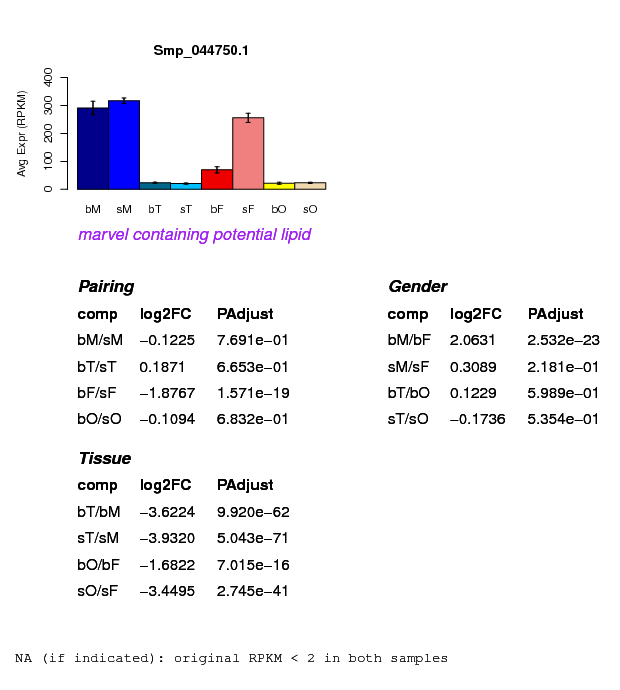 Smp_044750.1
Avg Expr (RPKM)
0 100 200 300 400
bM sM bT sT bF sF bO sO
marvel containing potential lipid
Pairing
comp log2FC PAdjust
bM/sM −0.1225 7.691e−01
bT/sT 0.1871 6.653e−01
bF/sF −1.8767 1.571e−19
bO/sO −0.1094 6.832e−01
Gender
comp log2FC PAdjust
bM/bF 2.0631 2.532e−23
sM/sF 0.3089 2.181e−01
bT/bO 0.1229 5.989e−01
sT/sO −0.1736 5.354e−01
Tissue
comp log2FC PAdjust
bT/bM −3.6224 9.920e−62
sT/sM −3.9320 5.043e−71
bO/bF −1.6822 7.015e−16
sO/sF −3.4495 2.745e−41
NA (if indicated): original RPKM < 2 in both samples